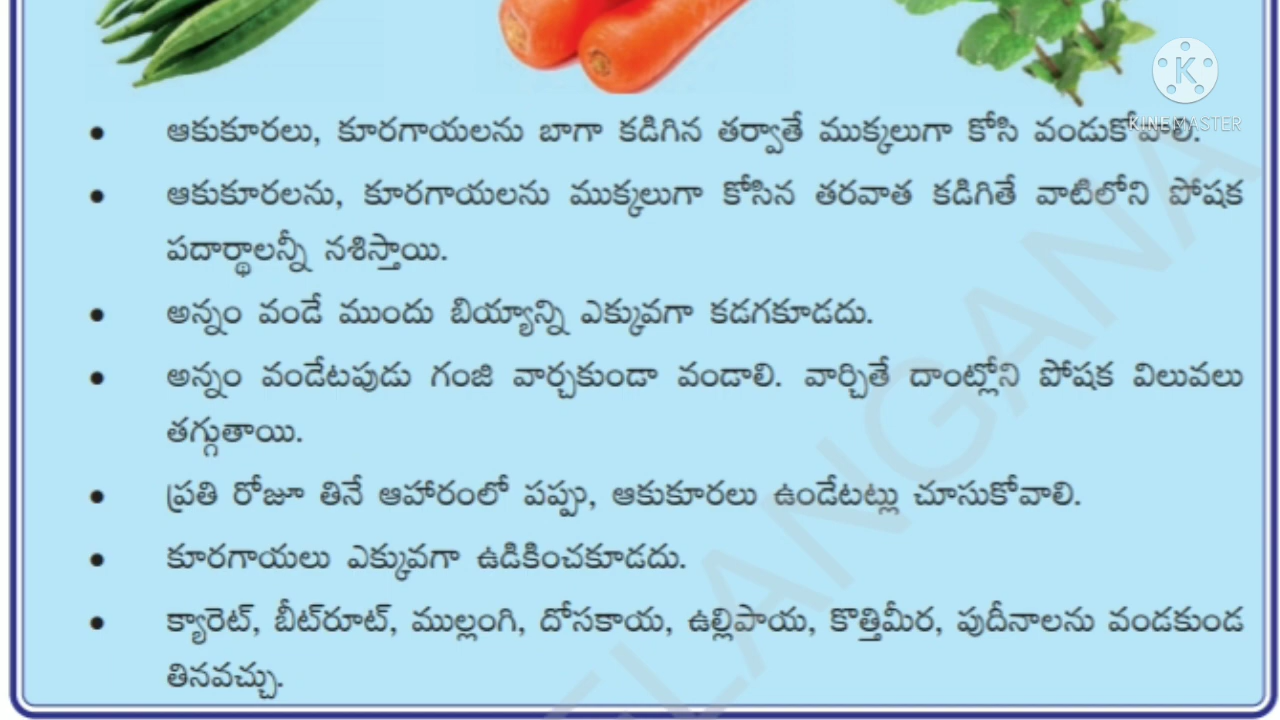 K
KINEMASTER
• ఆకుకూరలు, కూరగాయలను బాగా కడిగిన తర్వాతే ముక్కలుగా కోసి వండుకోవాలి.
• ఆకుకూరలను, కూరగాయలను ముక్కలుగా కోసిన తరవాత కడిగితే వాటిలోని పోషక
పదార్థాలన్నీ నశిస్తాయి.
• అన్నం వండే ముందు బియ్యాన్ని ఎక్కువగా కడగకూడదు.
• అన్నం వండేటపుడు గంజి వార్చకుండా వండాలి. వార్చితే దాంట్లోని పోషక విలువలు
తగ్గుతాయి.
• ప్రతి రోజూ తినే ఆహారంలో పప్పు, ఆకుకూరలు ఉండేటట్లు చూసుకోవాలి.
• కూరగాయలు ఎక్కువగా ఉడికించకూడదు.
• క్యారెట్, బీట్‌రూట్, ముల్లంగి, దోసకాయ, ఉల్లిపాయ, కొత్తిమీర, పుదీనాలను వండకుండ
తినవచ్చు.
TELANGANA